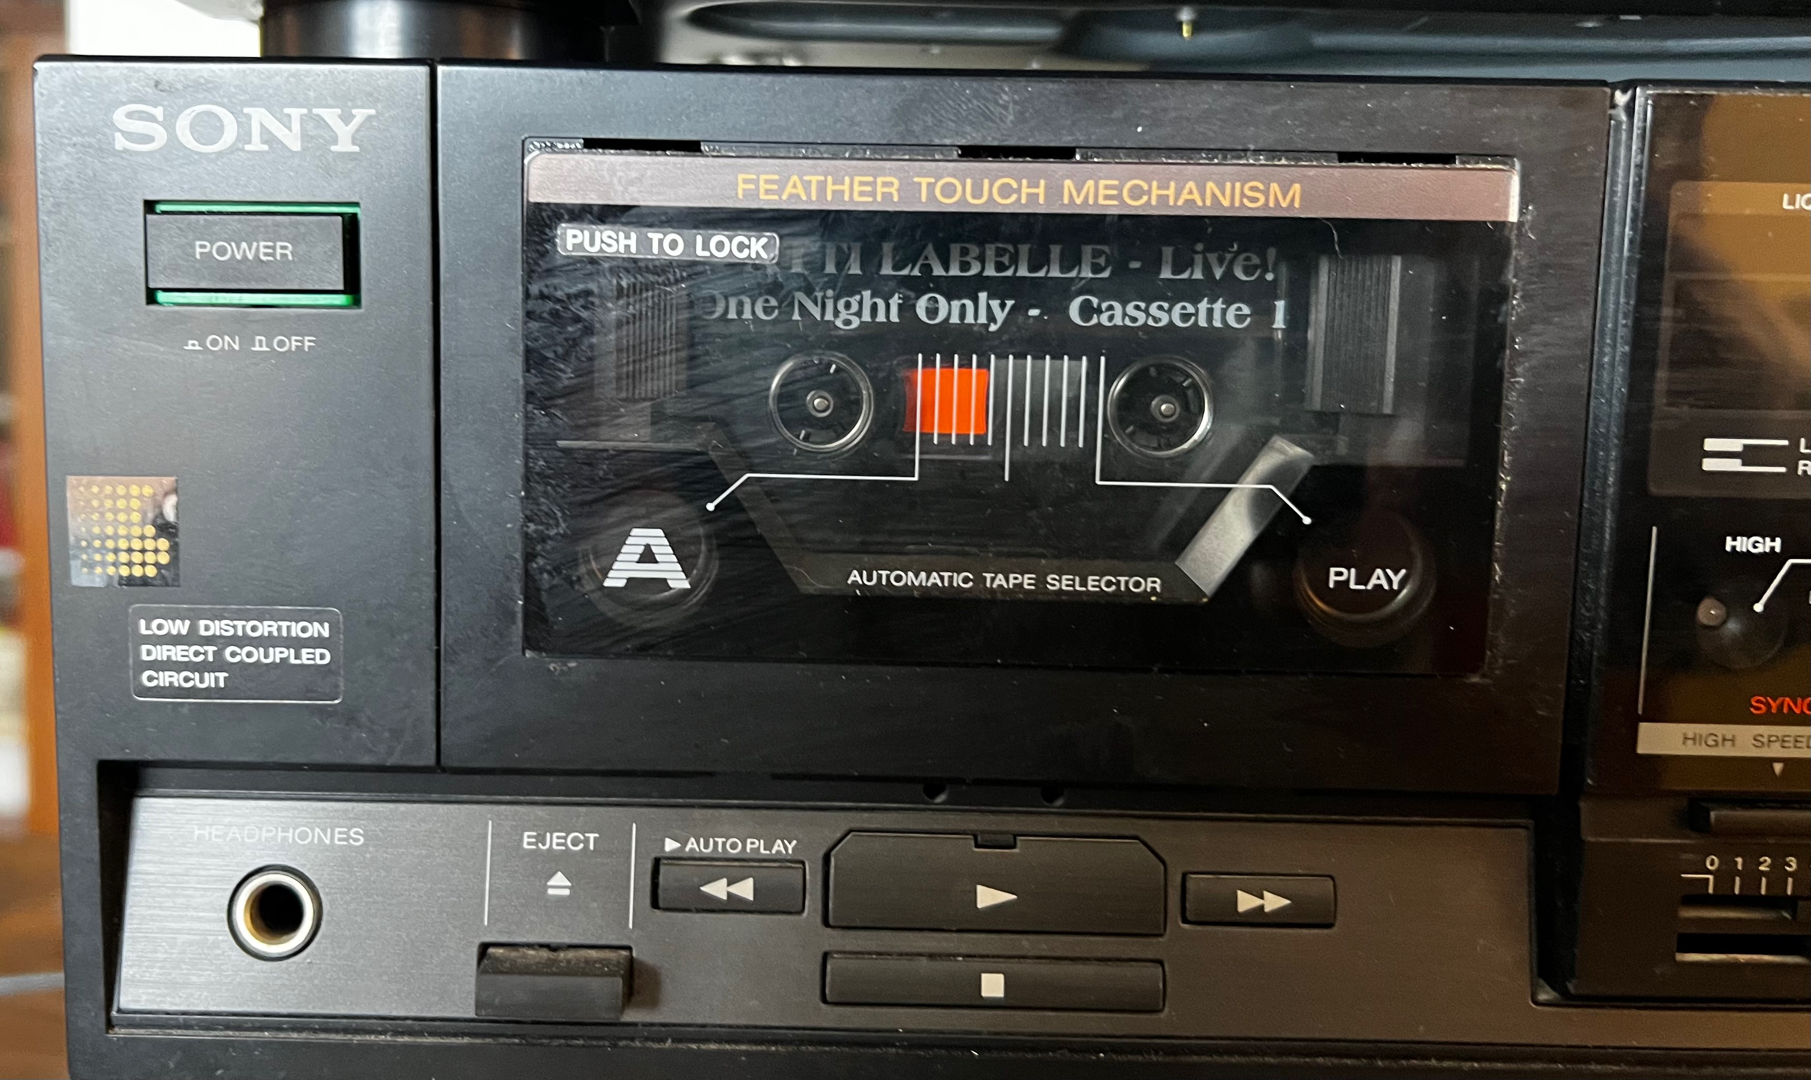 SONY
POWER
ON OFF
LOW DISTORTION
DIRECT COUPLED
CIRCUIT
FEATHER TOUCH MECHANISM
PUSH TO LOCK
LABELLE - Live!
One Night Only - Cassette 1
A
AUTOMATIC TAPE SELECTOR
PLAY
HEADPHONES
EJECT
AUTO PLAY
HIGH
HIGH SPEED
0 1 2 3